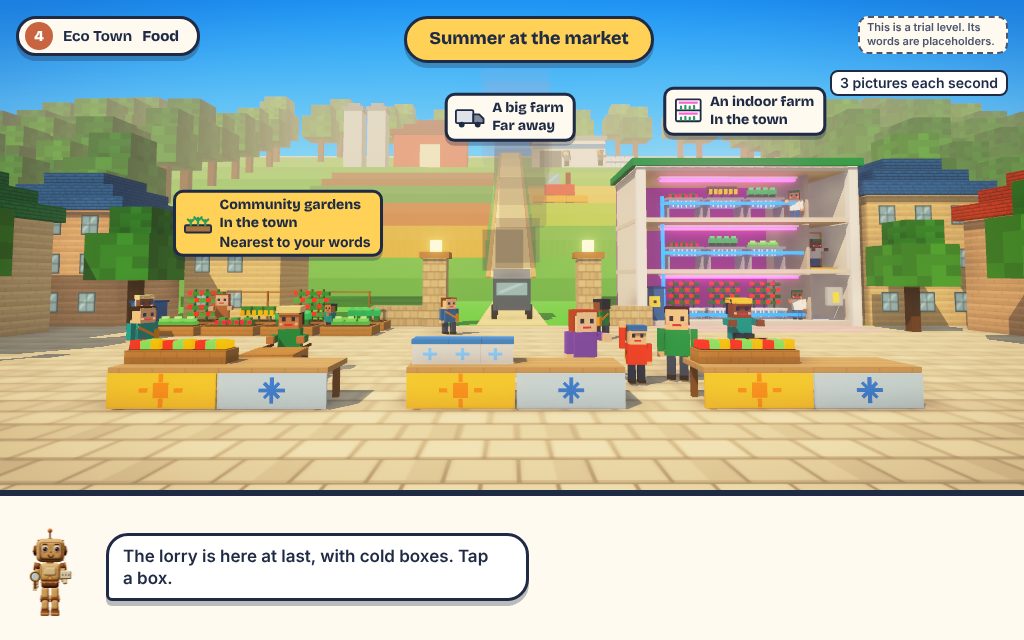 4 Eco Town Food
Summer at the market
This is a trial level. Its
words are placeholders.
3 pictures each second
A big farm
Far away
An indoor farm
In the town
Community gardens
In the town
Nearest to your words
The lorry is here at last, with cold boxes. Tap
a box.